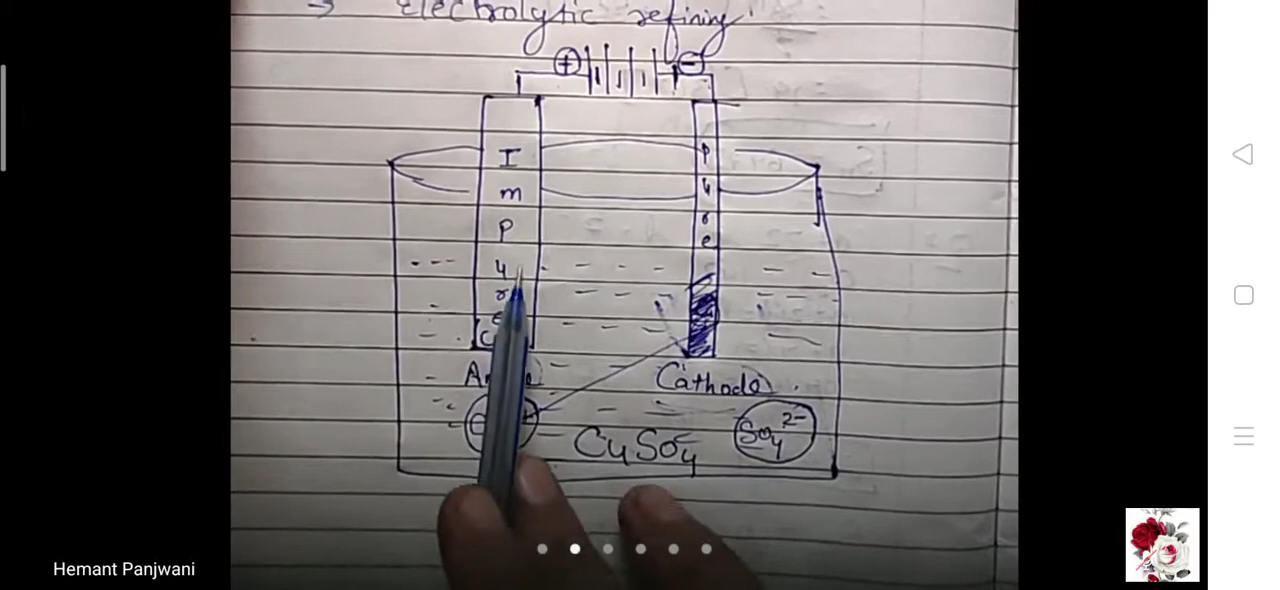 → Electrolytic refining
+ −
I P
m u
p r
u e
r
e
C
Cathode
CuSO4 SO4 2-
Hemant Panjwani